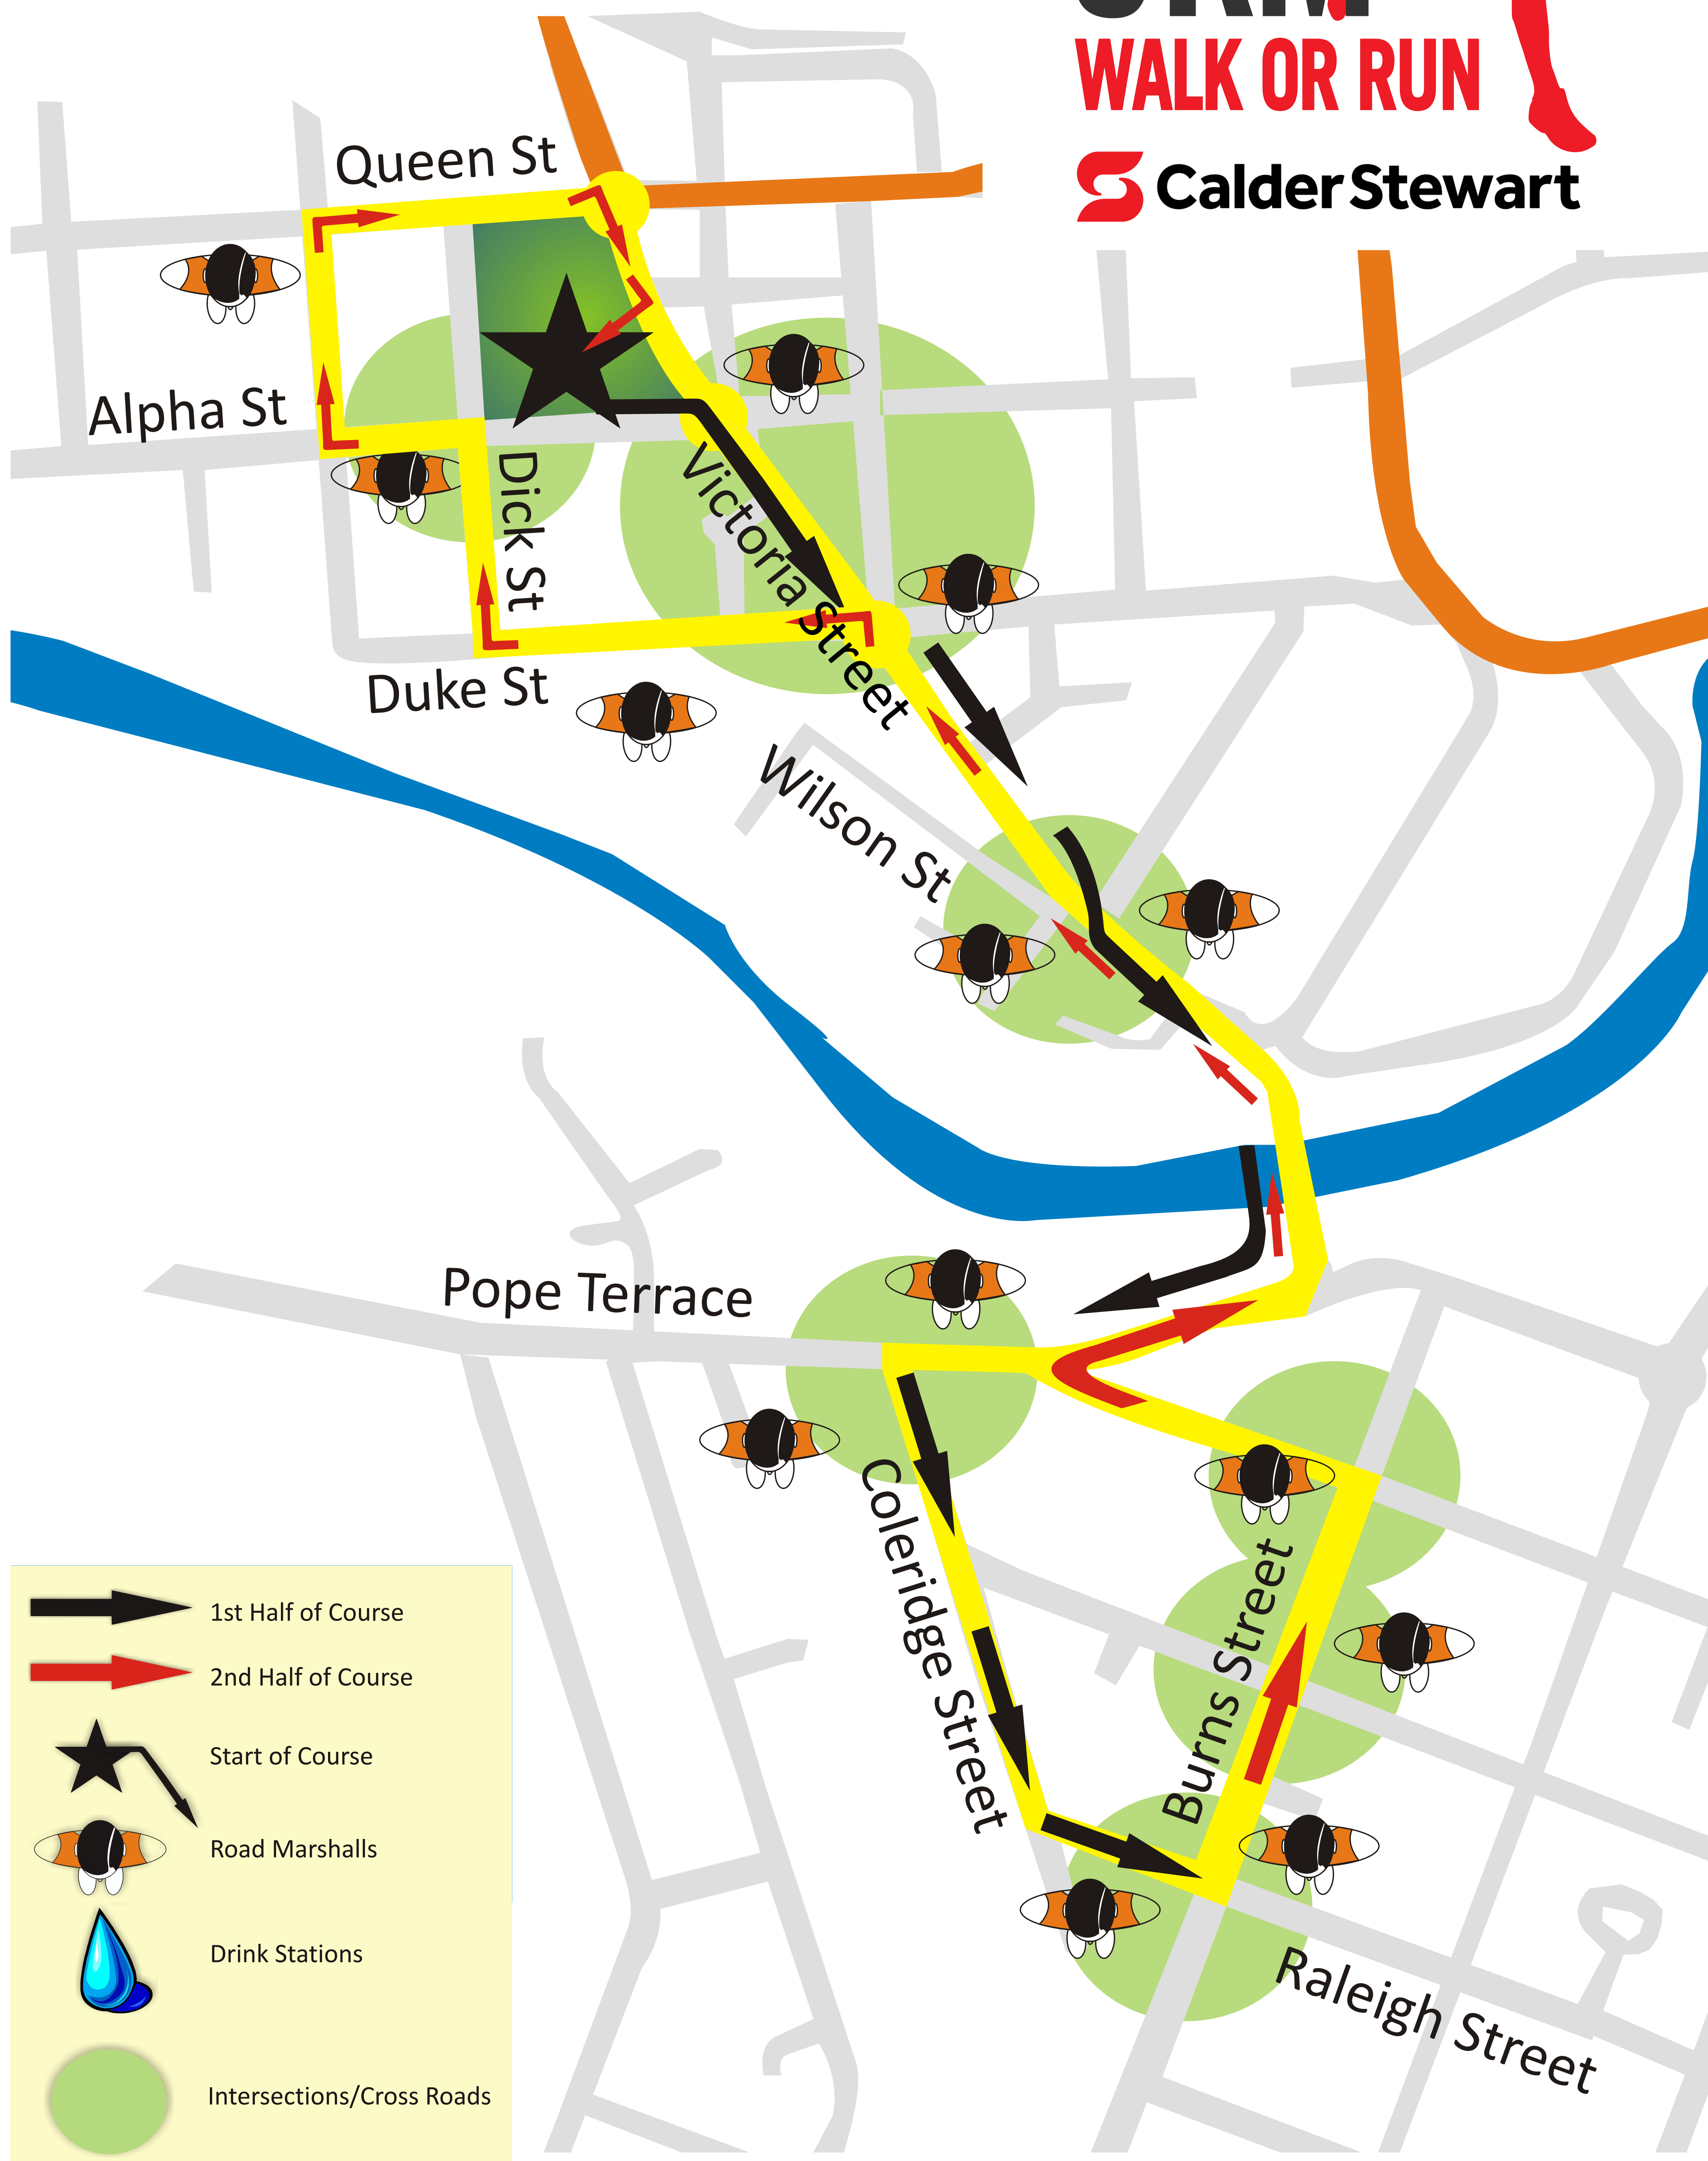 WALK OR RUN
Calder Stewart
Queen St
Alpha St
Dick St
Victoria Street
Duke St
Wilson St
Pope Terrace
Coleridge Street
Burns Street
Raleigh Street
1st Half of Course
2nd Half of Course
Start of Course
Road Marshalls
Drink Stations
Intersections/Cross Roads